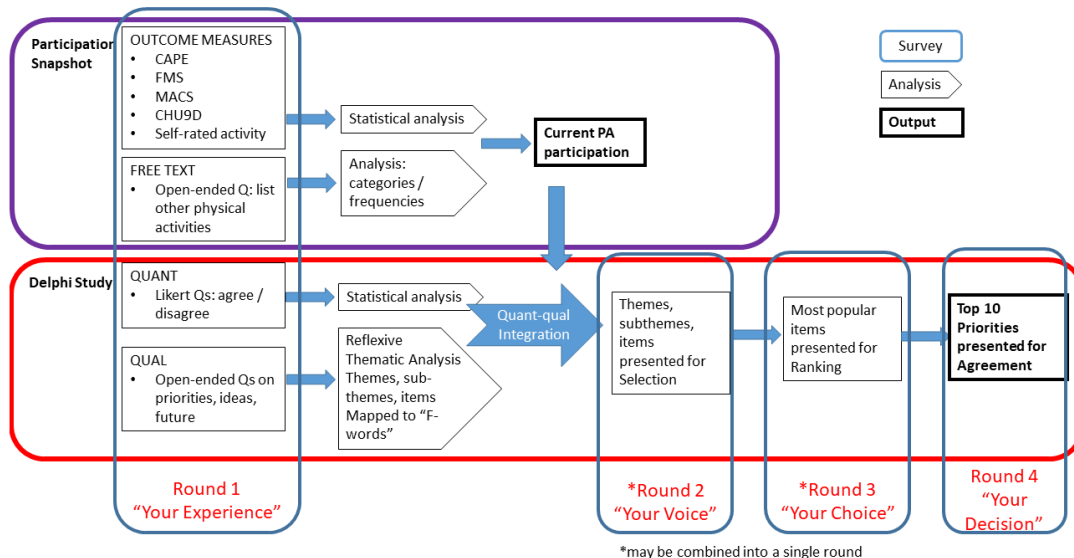 Participation
Snapshot
OUTCOME MEASURES
• CAPE
• FMS
• MACS
• CHU9D
• Self-rated activity
FREE TEXT
• Open-ended Q: list
other physical
activities
Statistical analysis
Analysis:
categories /
frequencies
Current PA
participation
Survey
Analysis
Output
Delphi Study
QUANT
• Likert Qs: agree /
disagree
QUAL
• Open-ended Qs on
priorities, ideas,
future
Statistical analysis
Reflexive
Thematic Analysis
Themes, sub-
themes, items
Mapped to “F-
words”
Quant-qual
Integration
Themes,
subthemes,
items
presented for
Selection
Most popular
items
presented for
Ranking
Top 10
Priorities
presented for
Agreement
Round 1
“Your Experience”
*Round 2
“Your Voice”
*Round 3
“Your Choice”
Round 4
“Your
Decision”
*may be combined into a single round